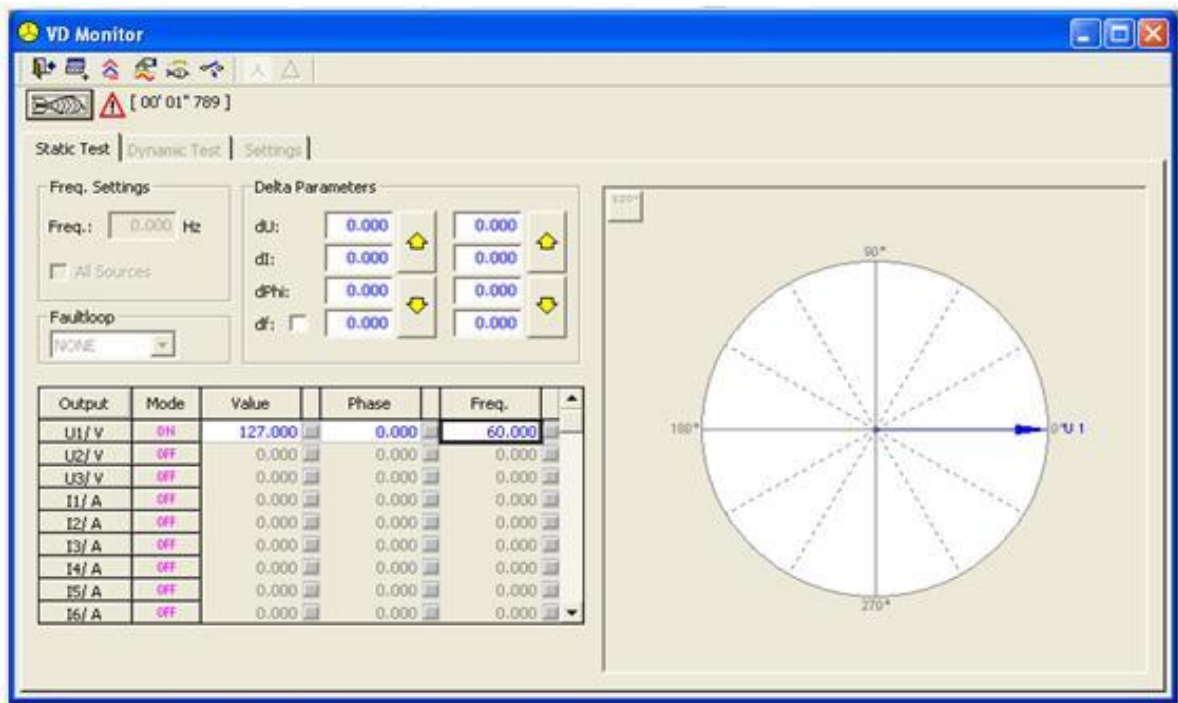 VD Monitor
[ 00' 01" 789 ]
Static Test Dynamic Test Settings
Freq. Settings
Freq.: 0.000 Hz
All Sources
Faultloop
NONE
Delta Parameters
dU: 0.000 0.000
dI: 0.000 0.000
dPhi: 0.000 0.000
df: 0.000 0.000
Output Mode Value Phase Freq.
U1/ V ON 127.000 0.000 60.000
U2/ V OFF 0.000 0.000 0.000
U3/ V OFF 0.000 0.000 0.000
I1/ A OFF 0.000 0.000 0.000
I2/ A OFF 0.000 0.000 0.000
I3/ A OFF 0.000 0.000 0.000
I4/ A OFF 0.000 0.000 0.000
I5/ A OFF 0.000 0.000 0.000
I6/ A OFF 0.000 0.000 0.000
120°
90°
180°
0° U 1
270°